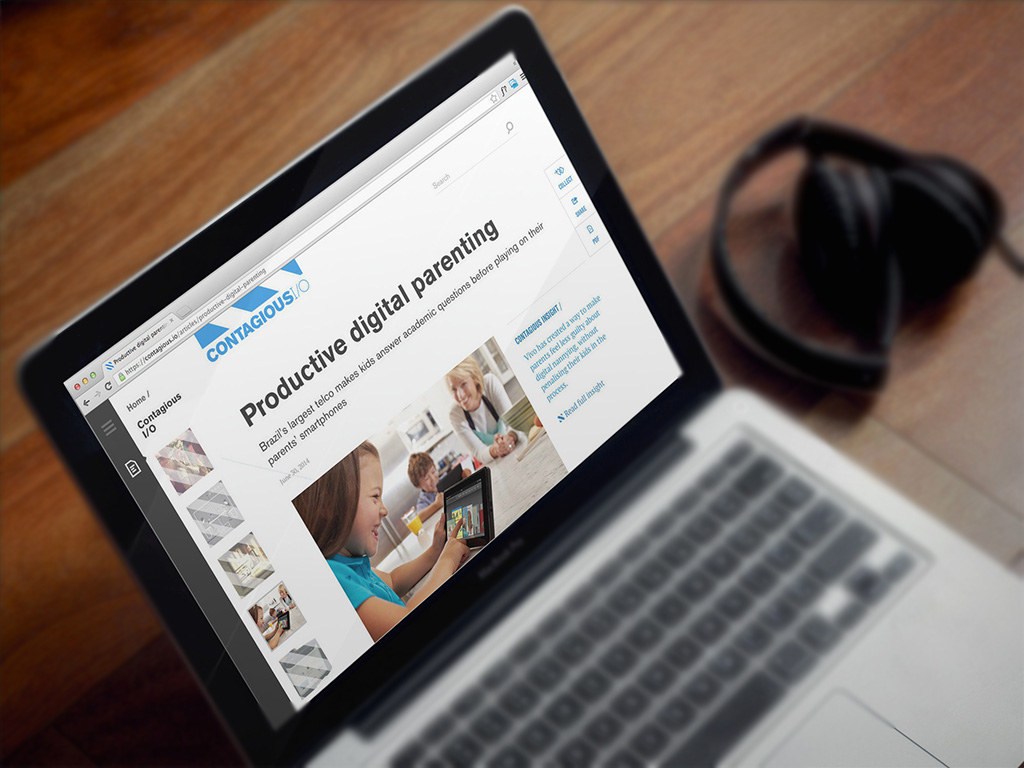 Productive digital parent
https://contagious.io/articles/productive-digital-parenting
Search
Home /
Contagious
I/O
CONTAGIOUS I/O
Productive digital parenting
Brazil's largest telco makes kids answer academic questions before playing on their
parents' smartphones
June 30, 2014
COLLECT
SHARE
PDF
CONTAGIOUS INSIGHT /
Vivo has created a way to make
parents feel less guilty about
digital nannying, without
penalising their kids in the
process.
Read full insight
MacBook Pro